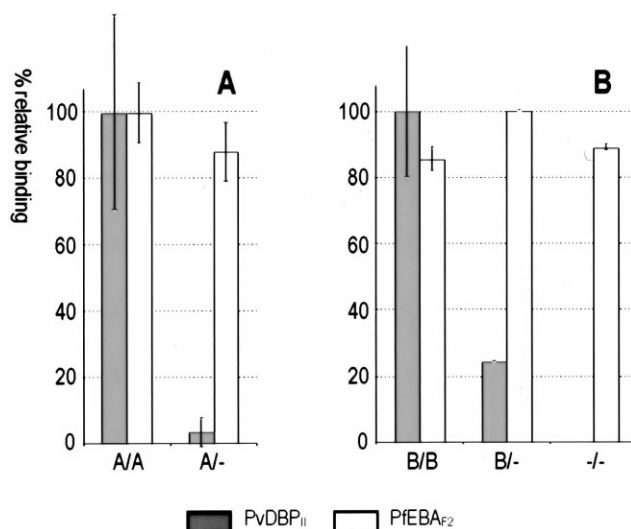 A
B
% relative binding
100
80
60
40
20
0
100
80
60
40
20
0
A/A A/-
B/B B/- -/-
PvDBPII PfEBAF2